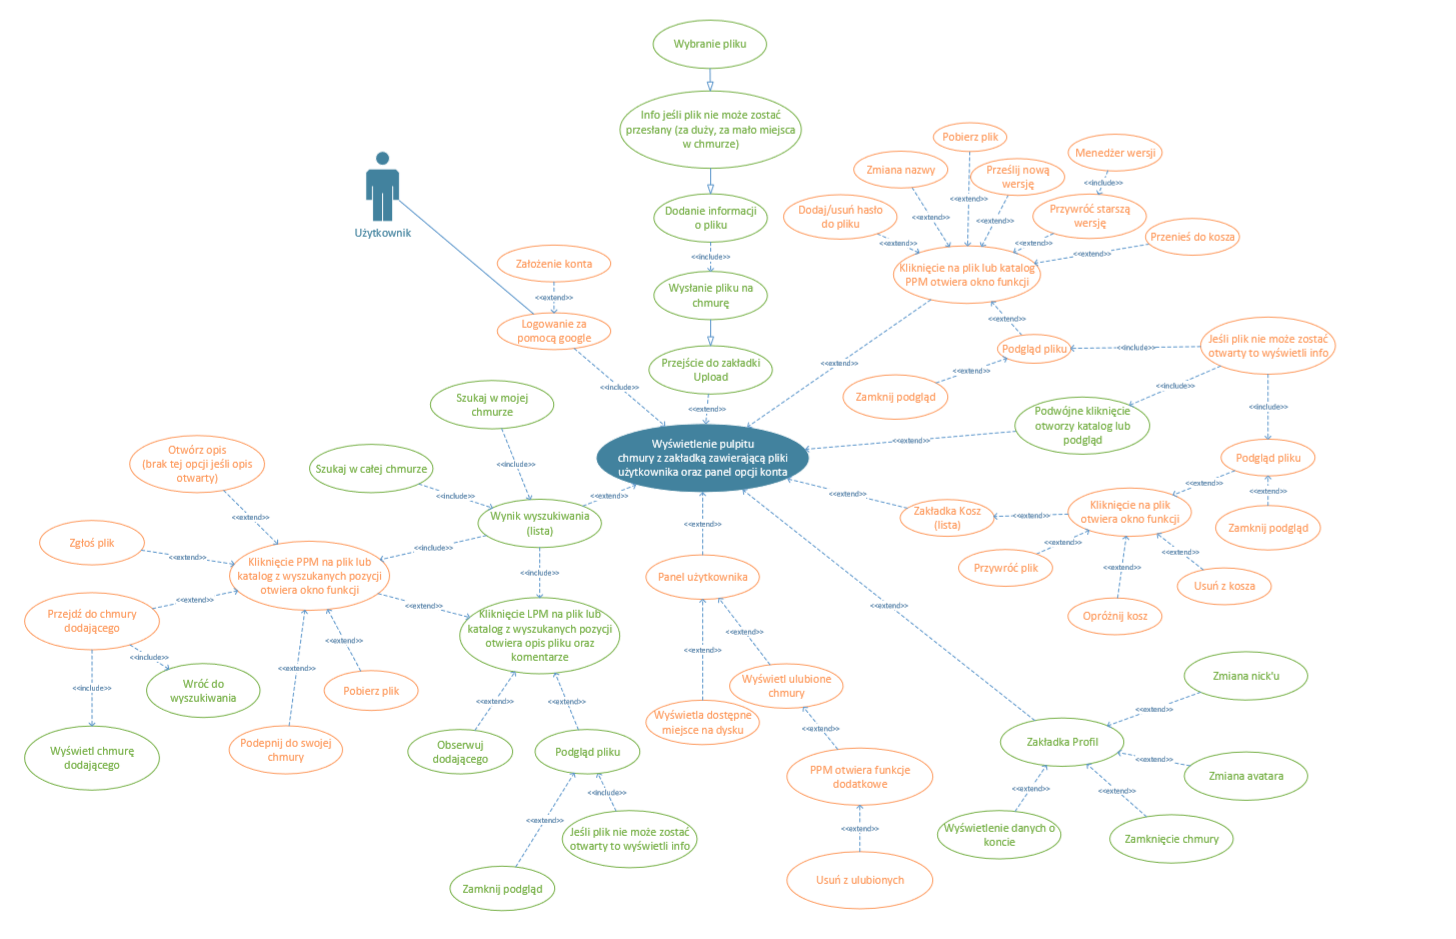 Wybranie pliku
Info jeśli plik nie może zostać
przesłany (za duży, za mało miejsca
w chmurze)
Dodanie informacji
o pliku
<<include>>
Wysłanie pliku na
chmurę
Przejście do zakładki
Upload
<<extend>>
Użytkownik
Założenie konta
<<extend>>
Logowanie za
pomocą google
<<include>>
Pobierz plik
Zmiana nazwy
Prześlij nową
wersję
Menedżer wersji
<<include>>
Dodaj/usuń hasło
do pliku
Przywróć starszą
wersję
Przenieś do kosza
<<extend>>
<<extend>>
<<extend>>
<<extend>>
<<extend>>
<<extend>>
Kliknięcie na plik lub katalog
PPM otwiera okno funkcji
<<extend>>
<<extend>>
Podgląd pliku
<<include>>
Jeśli plik nie może zostać
otwarty to wyświetli info
<<extend>>
Zamknij podgląd
<<include>>
<<include>>
Podwójne kliknięcie
otworzy katalog lub
podgląd
<<extend>>
Wyświetlenie pulpitu
chmury z zakładką zawierającą pliki
użytkownika oraz panel opcji konta
Podgląd pliku
<<extend>>
<<extend>>
Zamknij podgląd
Kliknięcie na plik
otwiera okno funkcji
<<extend>>
Zakładka Kosz
(lista)
<<extend>>
<<extend>>
<<extend>>
<<extend>>
Przywróć plik
Opróżnij kosz
Usuń z kosza
Szukaj w mojej
chmurze
Szukaj w całej chmurze
<<include>>
<<include>>
<<extend>>
Wynik wyszukiwania
(lista)
<<include>>
<<include>>
Otwórz opis
(brak tej opcji jeśli opis
otwarty)
<<extend>>
Zgłoś plik
<<extend>>
Kliknięcie PPM na plik lub
katalog z wyszukanych pozycji
otwiera okno funkcji
<<extend>>
Przejdź do chmury
dodającego
<<extend>>
<<include>>
<<include>>
Wróć do
wyszukiwania
Wyświetl chmurę
dodającego
<<extend>>
<<extend>>
Pobierz plik
Podepnij do swojej
chmury
Kliknięcie LPM na plik lub
katalog z wyszukanych pozycji
otwiera opis pliku oraz
komentarze
<<extend>>
<<extend>>
Obserwuj
dodającego
Podgląd pliku
<<include>>
<<extend>>
Jeśli plik nie może zostać
otwarty to wyświetli info
Zamknij podgląd
<<extend>>
Panel użytkownika
<<extend>>
<<extend>>
Wyświetla dostępne
miejsce na dysku
Wyświetl ulubione
chmury
<<extend>>
PPM otwiera funkcje
dodatkowe
<<extend>>
Usuń z ulubionych
<<extend>>
Zmiana nick'u
<<extend>>
Zakładka Profil
<<extend>>
Zmiana avatara
<<extend>>
<<extend>>
Wyświetlenie danych o
koncie
Zamknięcie chmury